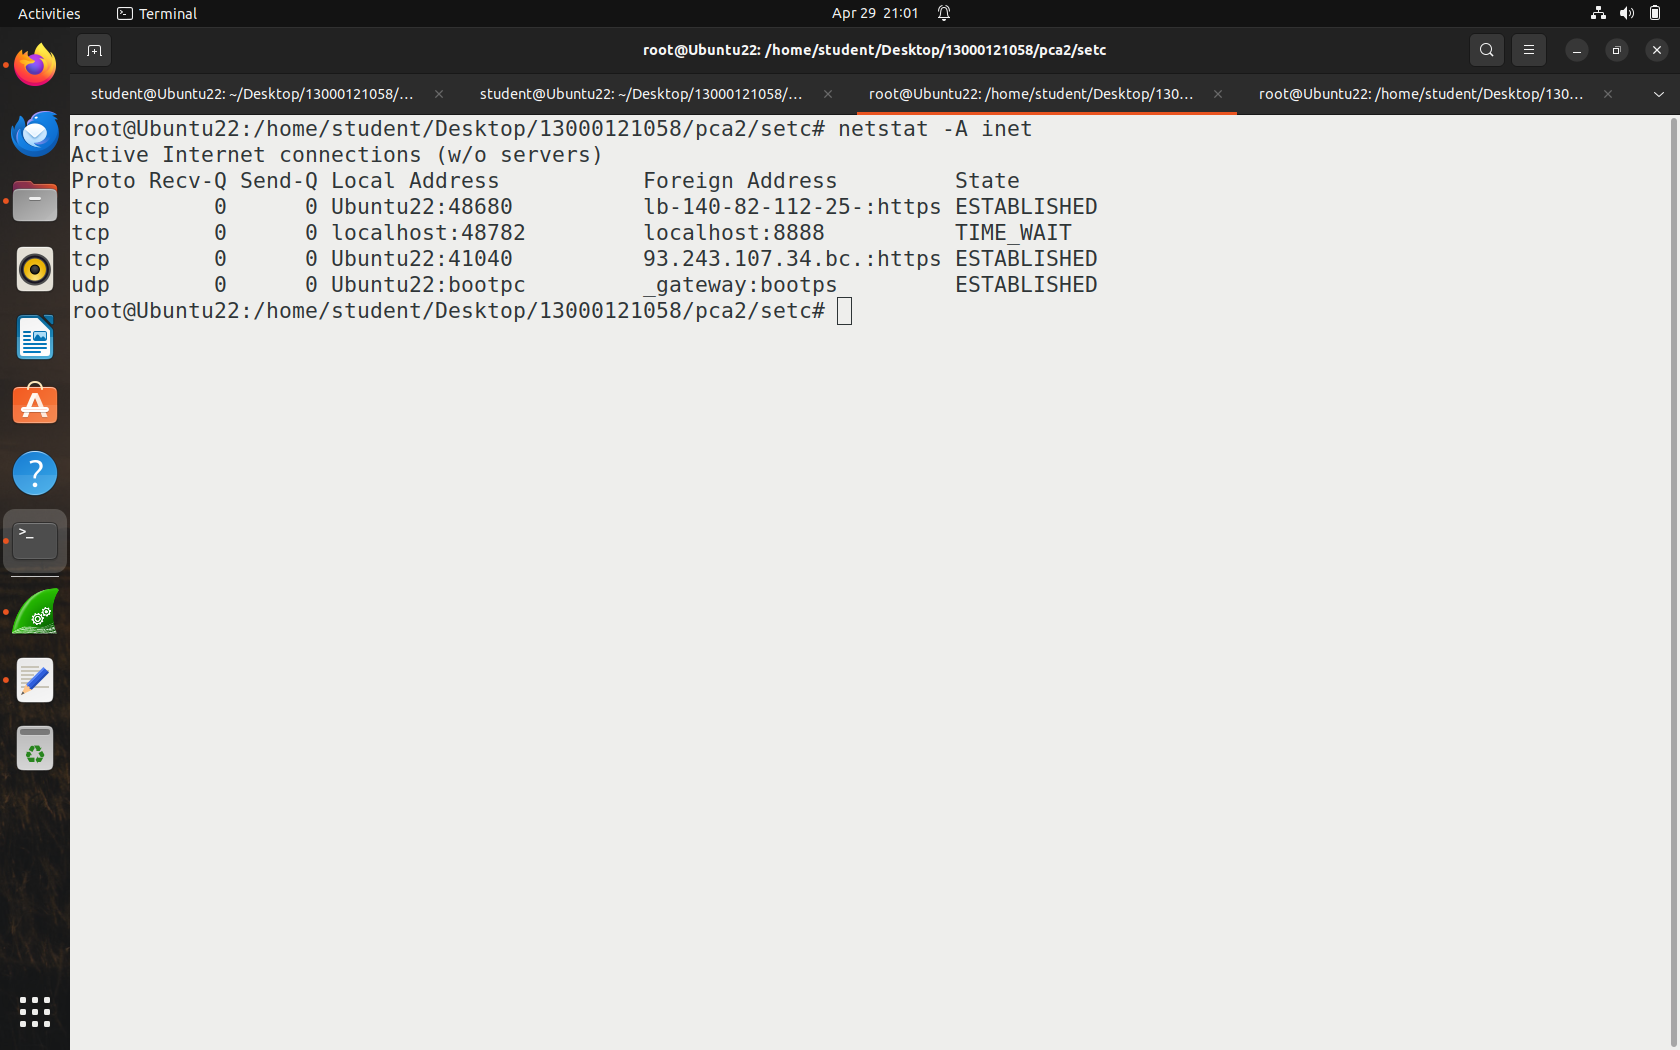 Activities Terminal Apr 29 21:01
root@Ubuntu22: /home/student/Desktop/13000121058/pca2/setc
student@Ubuntu22: ~/Desktop/13000121058/... student@Ubuntu22: ~/Desktop/13000121058/... root@Ubuntu22: /home/student/Desktop/130... root@Ubuntu22: /home/student/Desktop/130...
root@Ubuntu22:/home/student/Desktop/13000121058/pca2/setc# netstat -A inet
Active Internet connections (w/o servers)
Proto Recv-Q Send-Q Local Address           Foreign Address         State
tcp        0      0 Ubuntu22:48680          lb-140-82-112-25-:https ESTABLISHED
tcp        0      0 localhost:48782         localhost:8888          TIME_WAIT
tcp        0      0 Ubuntu22:41040          93.243.107.34.bc.:https ESTABLISHED
udp        0      0 Ubuntu22:bootpc         _gateway:bootps         ESTABLISHED
root@Ubuntu22:/home/student/Desktop/13000121058/pca2/setc#